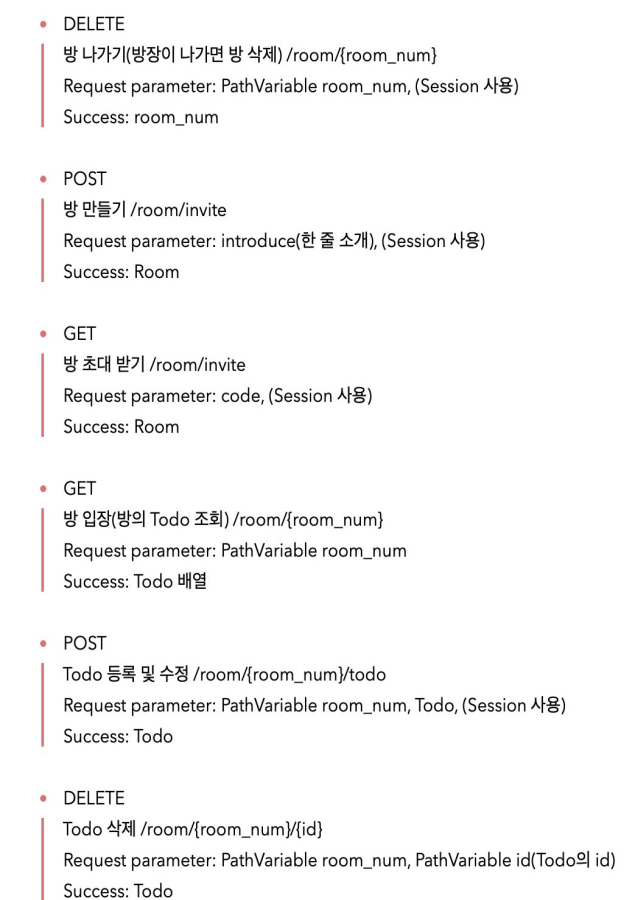 DELETE
방 나가기(방장이 나가면 방 삭제) /room/{room_num}
Request parameter: PathVariable room_num, (Session 사용)
Success: room_num
POST
방 만들기 /room/invite
Request parameter: introduce(한 줄 소개), (Session 사용)
Success: Room
GET
방 초대 받기 /room/invite
Request parameter: code, (Session 사용)
Success: Room
GET
방 입장(방의 Todo 조회) /room/{room_num}
Request parameter: PathVariable room_num
Success: Todo 배열
POST
Todo 등록 및 수정 /room/{room_num}/todo
Request parameter: PathVariable room_num, Todo, (Session 사용)
Success: Todo
DELETE
Todo 삭제 /room/{room_num}/{id}
Request parameter: PathVariable room_num, PathVariable id(Todo의 id)
Success: Todo